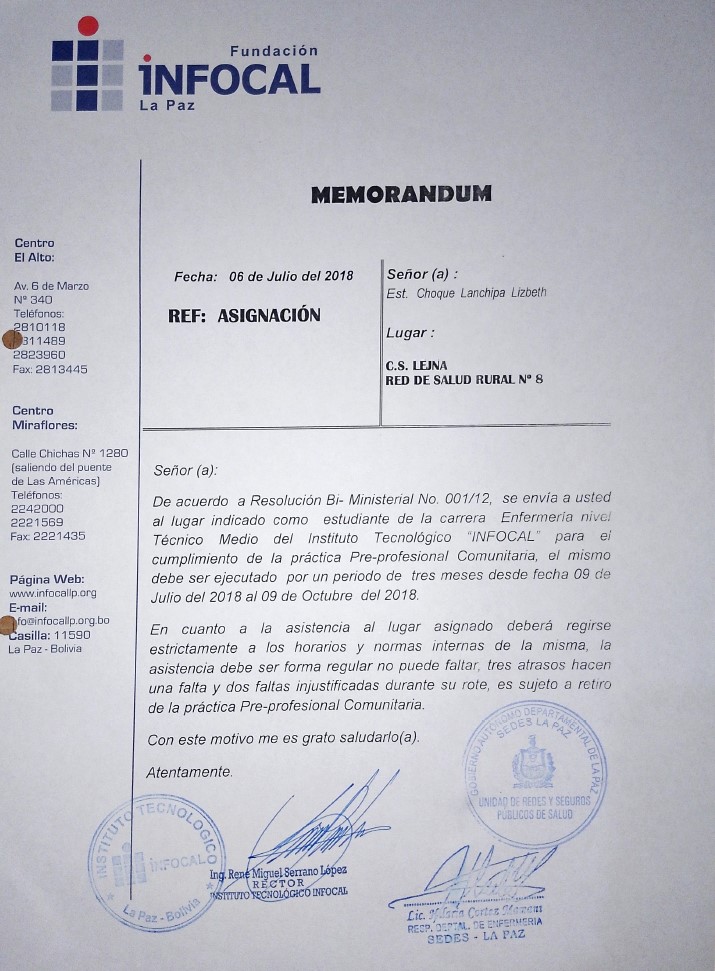 Fundación
INFOCAL
La Paz
MEMORANDUM
Fecha: 06 de Julio del 2018
REF: ASIGNACIÓN
Señor (a) :
Est. Choque Lanchipa Lizbeth
Lugar :
C.S. LEJNA
RED DE SALUD RURAL Nº 8
Centro
El Alto:
Av. 6 de Marzo
Nº 340
Teléfonos:
2810118
811489
2823960
Fax: 2813445
Centro
Miraflores:
Calle Chichas Nº 1280
(saliendo del puente
de Las Américas)
Teléfonos:
2242000
2221569
Fax: 2221435
Página Web:
www.infocallp.org
E-mail:
fo@infocallp.org.bo
Casilla: 11590
La Paz - Bolivia
Señor (a):
De acuerdo a Resolución Bi- Ministerial No. 001/12, se envía a usted
al lugar indicado como estudiante de la carrera Enfermería nivel
Técnico Medio del Instituto Tecnológico "INFOCAL" para el
cumplimiento de la práctica Pre-profesional Comunitaria, el mismo
debe ser ejecutado por un periodo de tres meses desde fecha 09 de
Julio del 2018 al 09 de Octubre del 2018.
En cuanto a la asistencia al lugar asignado deberá regirse
estrictamente a los horarios y normas internas de la misma, la
asistencia debe ser forma regular no puede faltar, tres atrasos hacen
una falta y dos faltas injustificadas durante su rote, es sujeto a retiro
de la práctica Pre-profesional Comunitaria.
Con este motivo me es grato saludarlo(a).
Atentamente.
GOBIERNO AUTÓNOMO DEPARTAMENTAL DE LA PAZ
SEDES LA PAZ
UNIDAD DE REDES Y SEGUROS
PÚBLICOS DE SALUD
INSTITUTO TECNOLOGICO
INFOCAL
La Paz - Bolivia
Ing. René Miguel Serrano López
RECTOR
INSTITUTO TECNOLÓGICO INFOCAL
Lic. Cortez Mamani
RESP. DEPTAL. DE ENFERMERIA
SEDES - LA PAZ